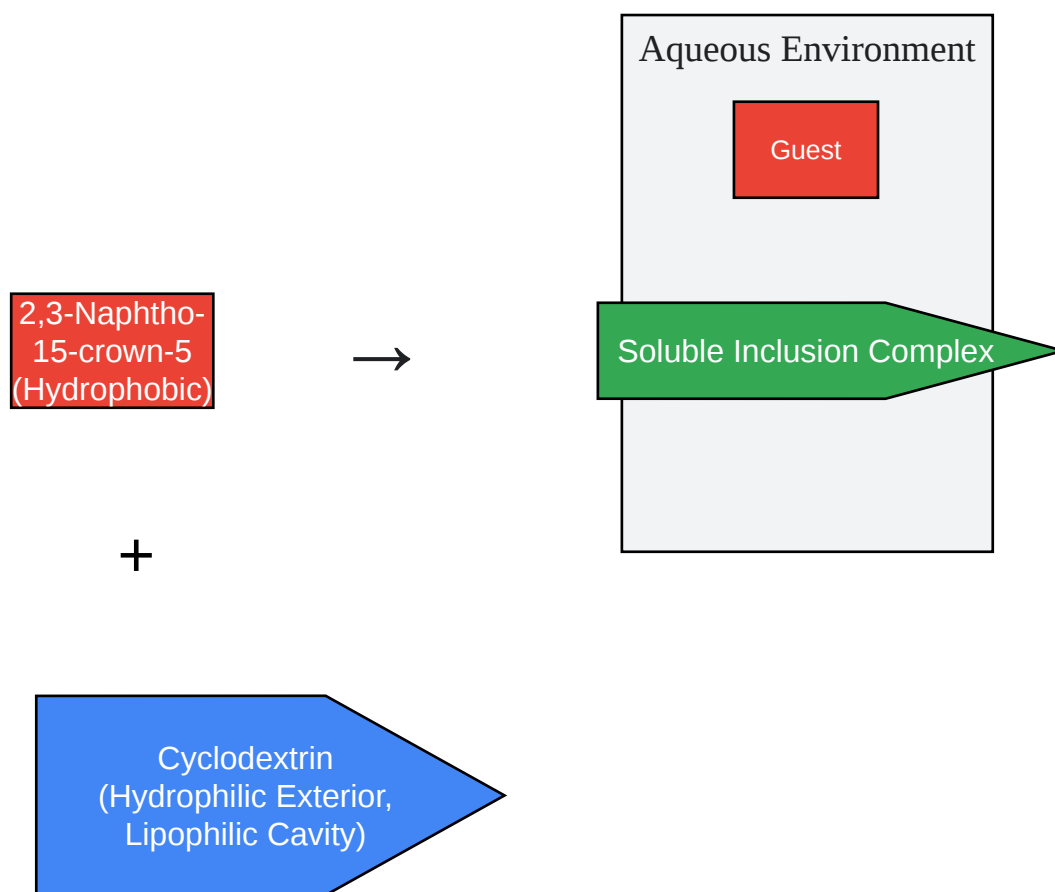 Aqueous Environment
Guest
2,3-Naphtho-
15-crown-5
(Hydrophobic)
→
Soluble Inclusion Complex
+
Cyclodextrin
(Hydrophilic Exterior,
Lipophilic Cavity)